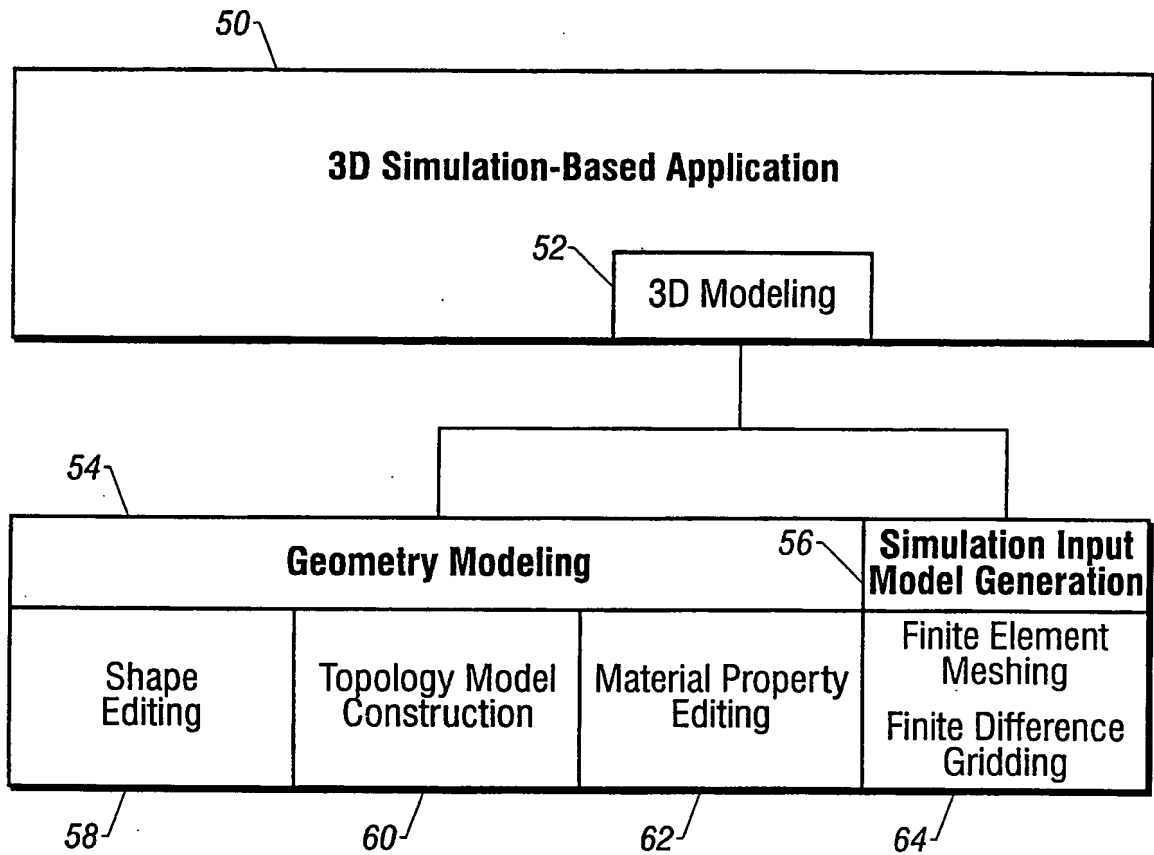 50
3D Simulation-Based Application
52
3D Modeling
54
Geometry Modeling
56
Simulation Input
Model Generation
Shape
Editing
Topology Model
Construction
Material Property
Editing
Finite Element
Meshing
Finite Difference
Gridding
58
60
62
64